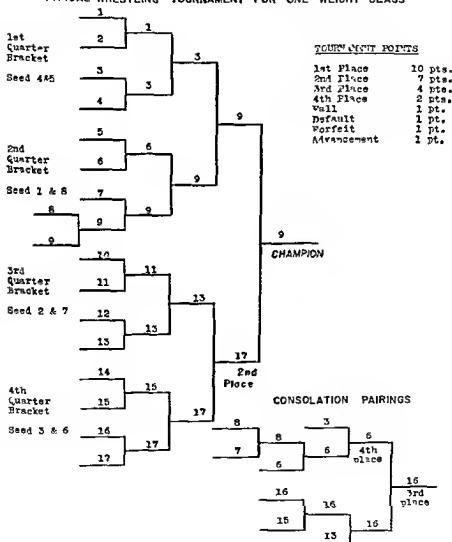 TYPICAL WRESTLING TOURNAMENT FOR ONE WEIGHT CLASS
1st
Quarter
Bracket
Seed 4&5
1
2
3
4
1
3
3
2nd
Quarter
Bracket
Seed 1 & 8
5
6
7
8
9
6
9
9
9
9
3rd
Quarter
Bracket
Seed 2 & 7
10
11
12
13
11
13
13
4th
Quarter
Bracket
Seed 3 & 6
14
15
16
17
15
17
17
17
2nd
Place
9
CHAMPION
TOURNAMENT POINTS
1st Place 10 pts.
2nd Place 7 pts.
3rd Place 4 pts.
4th Place 2 pts.
Fall 1 pt.
Default 1 pt.
Forfeit 1 pt.
Advancement 1 pt.
CONSOLATION PAIRINGS
8
7
8
6
3
6
6
4th
place
16
15
16
13
16
16
3rd
place